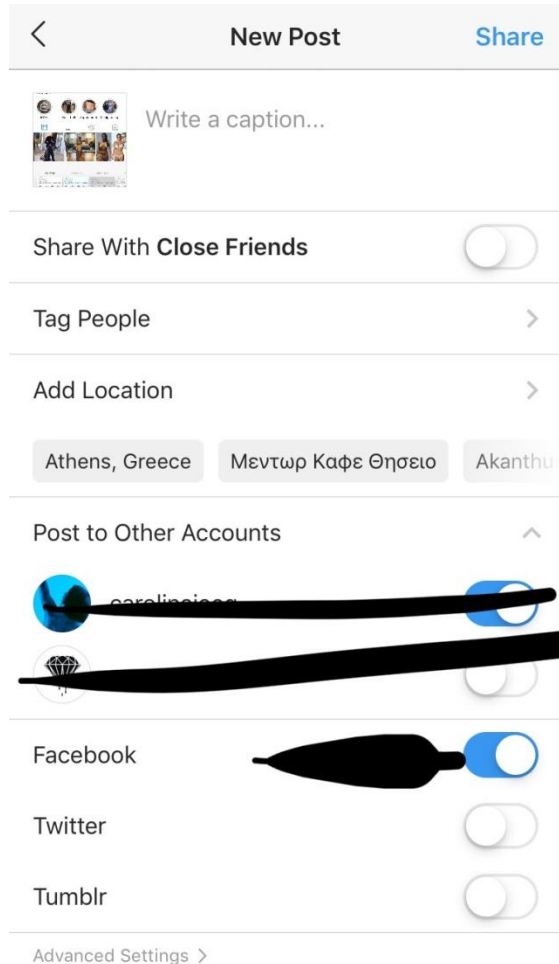 New Post
Share
Write a caption...
Share With Close Friends
Tag People
Add Location
Athens, Greece
Μεντωρ Καφε Θησειο
Post to Other Accounts
Facebook
Twitter
Tumblr
Advanced Settings >